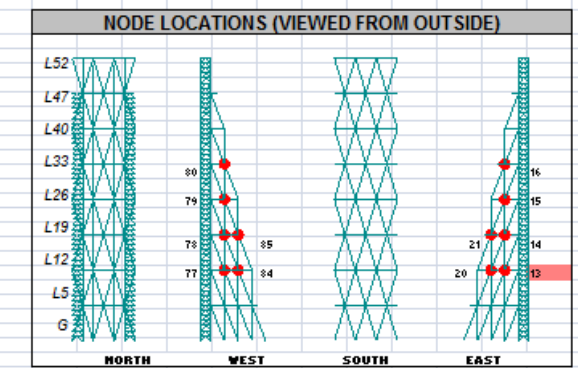 NODE LOCATIONS (VIEWED FROM OUTSIDE)
L52
L47
L40
L33
80 16
L26
79 15
L19
78 85 21 14
L12
77 84 20 13
L5
G
NORTH WEST SOUTH EAST